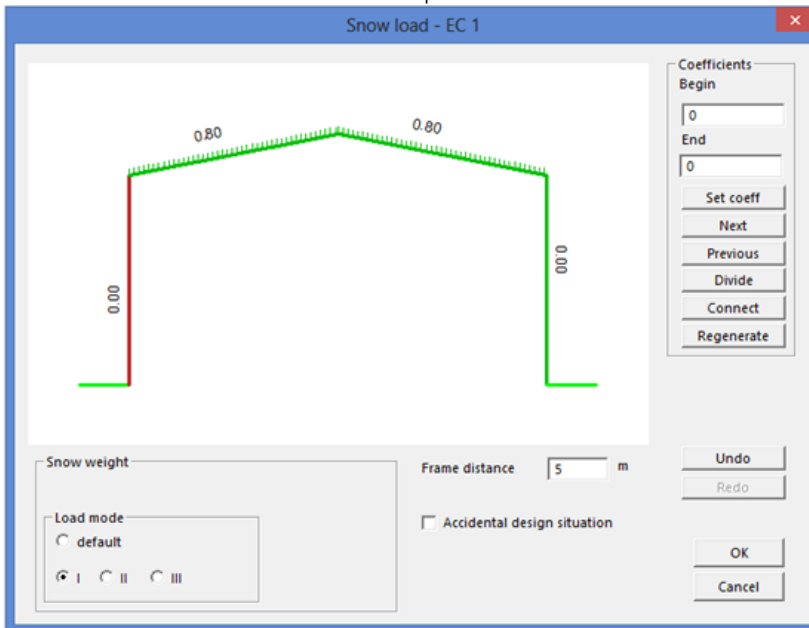 Snow load - EC 1
x
0.80
0.80
0.00
0.00
Coefficients
Begin
0
End
0
Set coeff
Next
Previous
Divide
Connect
Regenerate
Snow weight
Load mode
default
I II III
Frame distance 5 m
Accidental design situation
Undo
Redo
OK
Cancel